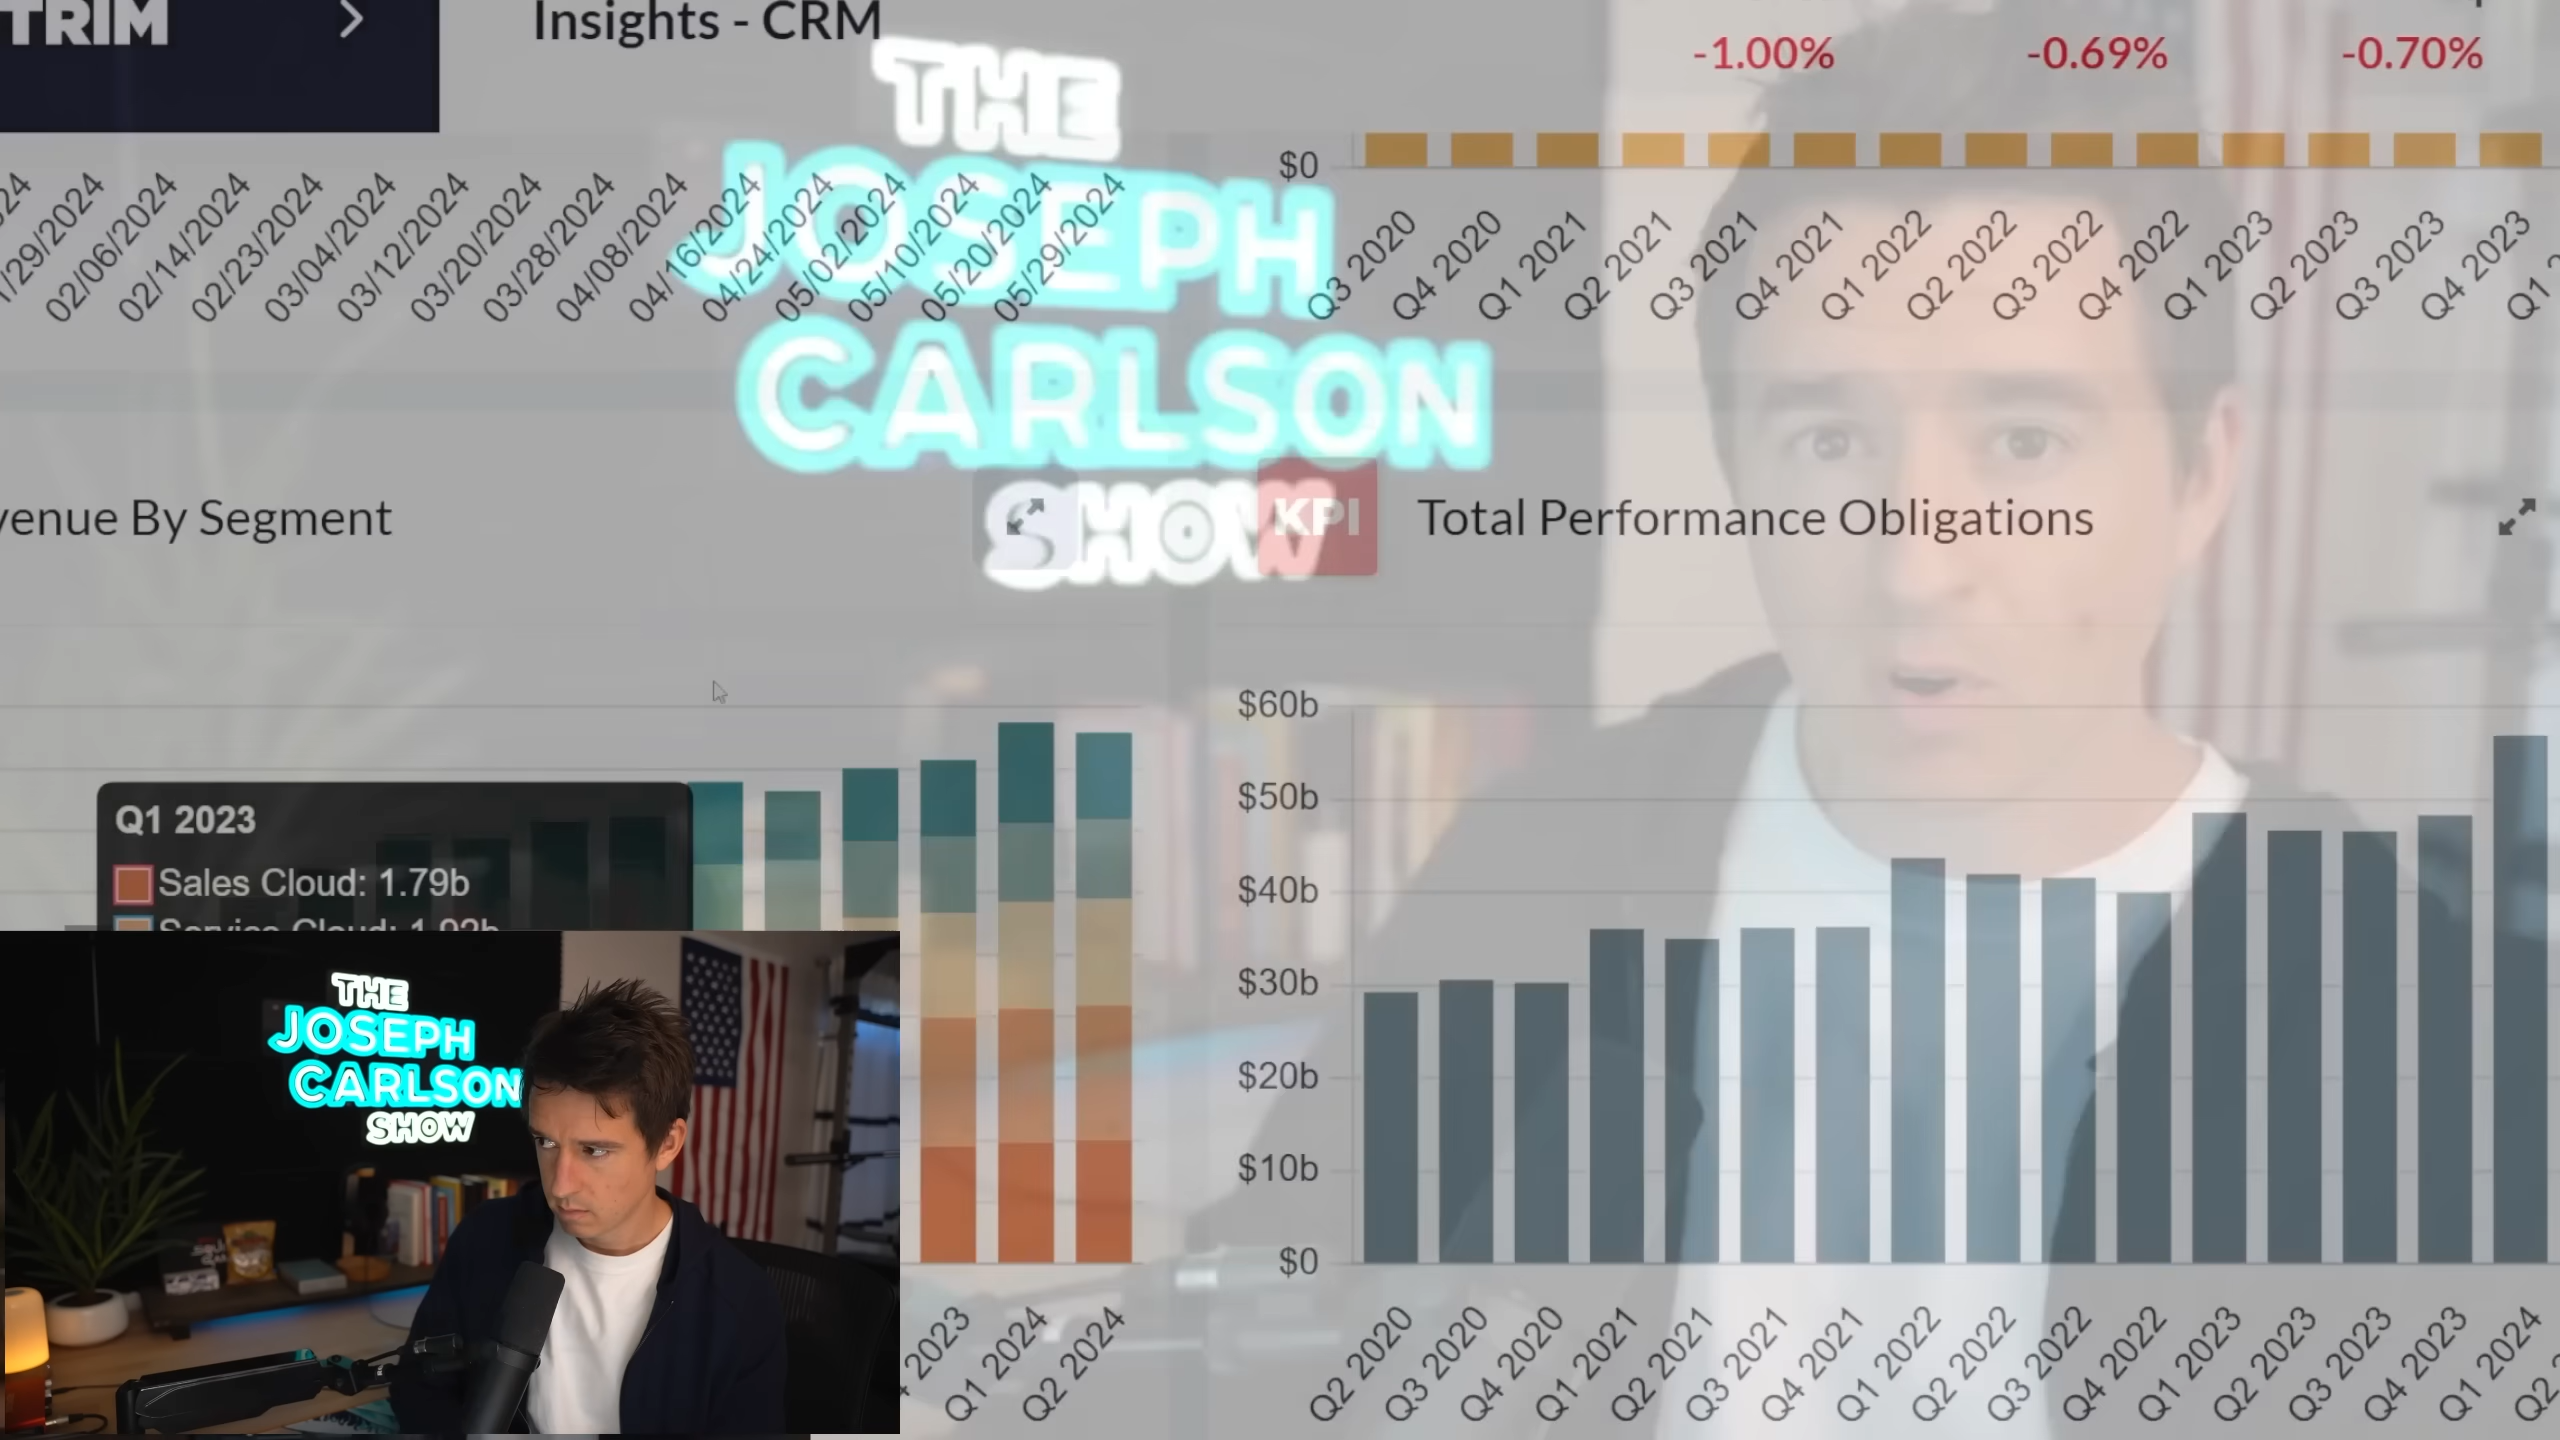 TRIM
Insights - CRM
-1.00%
-0.69%
-0.70%
THE
JOSEPH
CARLSON
SHOW
$0
/29/2024
02/06/2024
02/14/2024
02/23/2024
03/04/2024
03/12/2024
03/20/2024
03/28/2024
04/08/2024
04/16/2024
04/24/2024
05/02/2024
05/10/2024
05/20/2024
05/29/2024
Q3 2020
Q4 2020
Q1 2021
Q2 2021
Q3 2021
Q4 2021
Q1 2022
Q2 2022
Q3 2022
Q4 2022
Q1 2023
Q2 2023
Q3 2023
Q4 2023
Q1 2
venue By Segment
KPI
Total Performance Obligations
Q1 2023
Sales Cloud: 1.79b
Service Cloud: 1.92b
$60b
$50b
$40b
$30b
$20b
$10b
$0
THE
JOSEPH
CARLSON
SHOW
2023
Q1 2024
Q2 2024
Q2 2020
Q3 2020
Q4 2020
Q1 2021
Q2 2021
Q3 2021
Q4 2021
Q1 2022
Q2 2022
Q3 2022
Q4 2022
Q1 2023
Q2 2023
Q3 2023
Q4 2023
Q1 2024
Q2 2